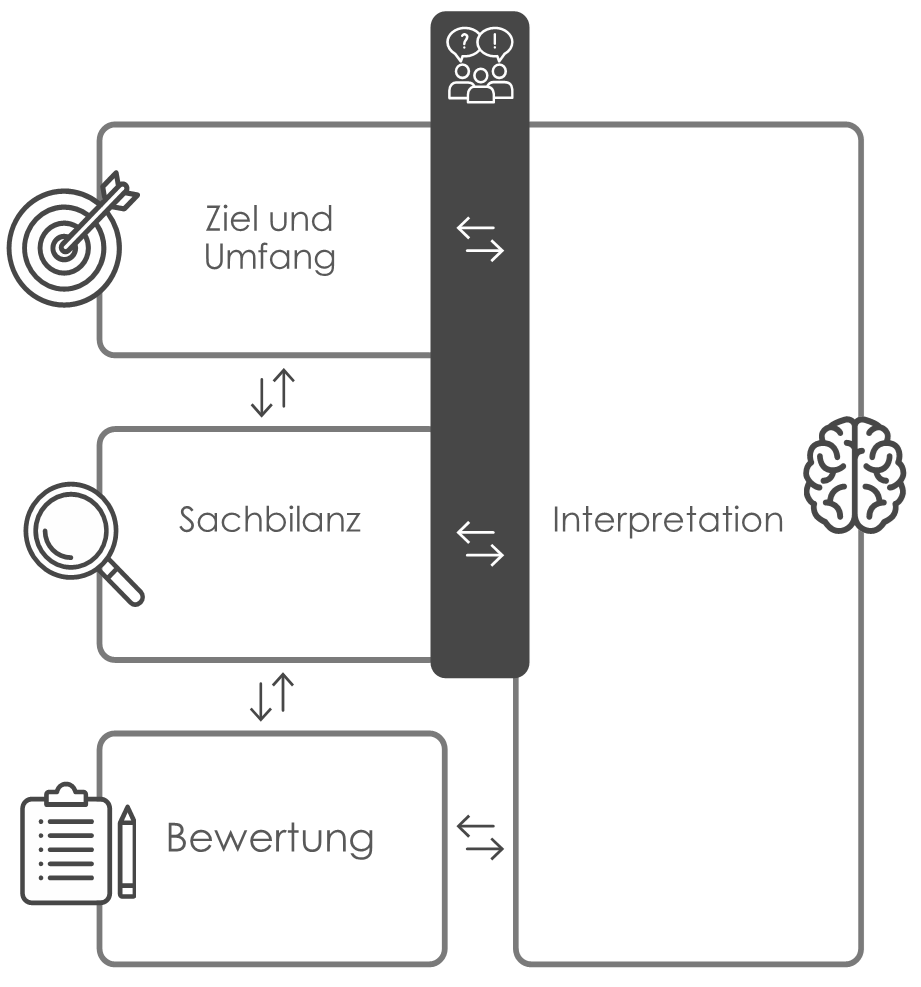 ? !
Ziel und
Umfang
Sachbilanz
Interpretation
Bewertung